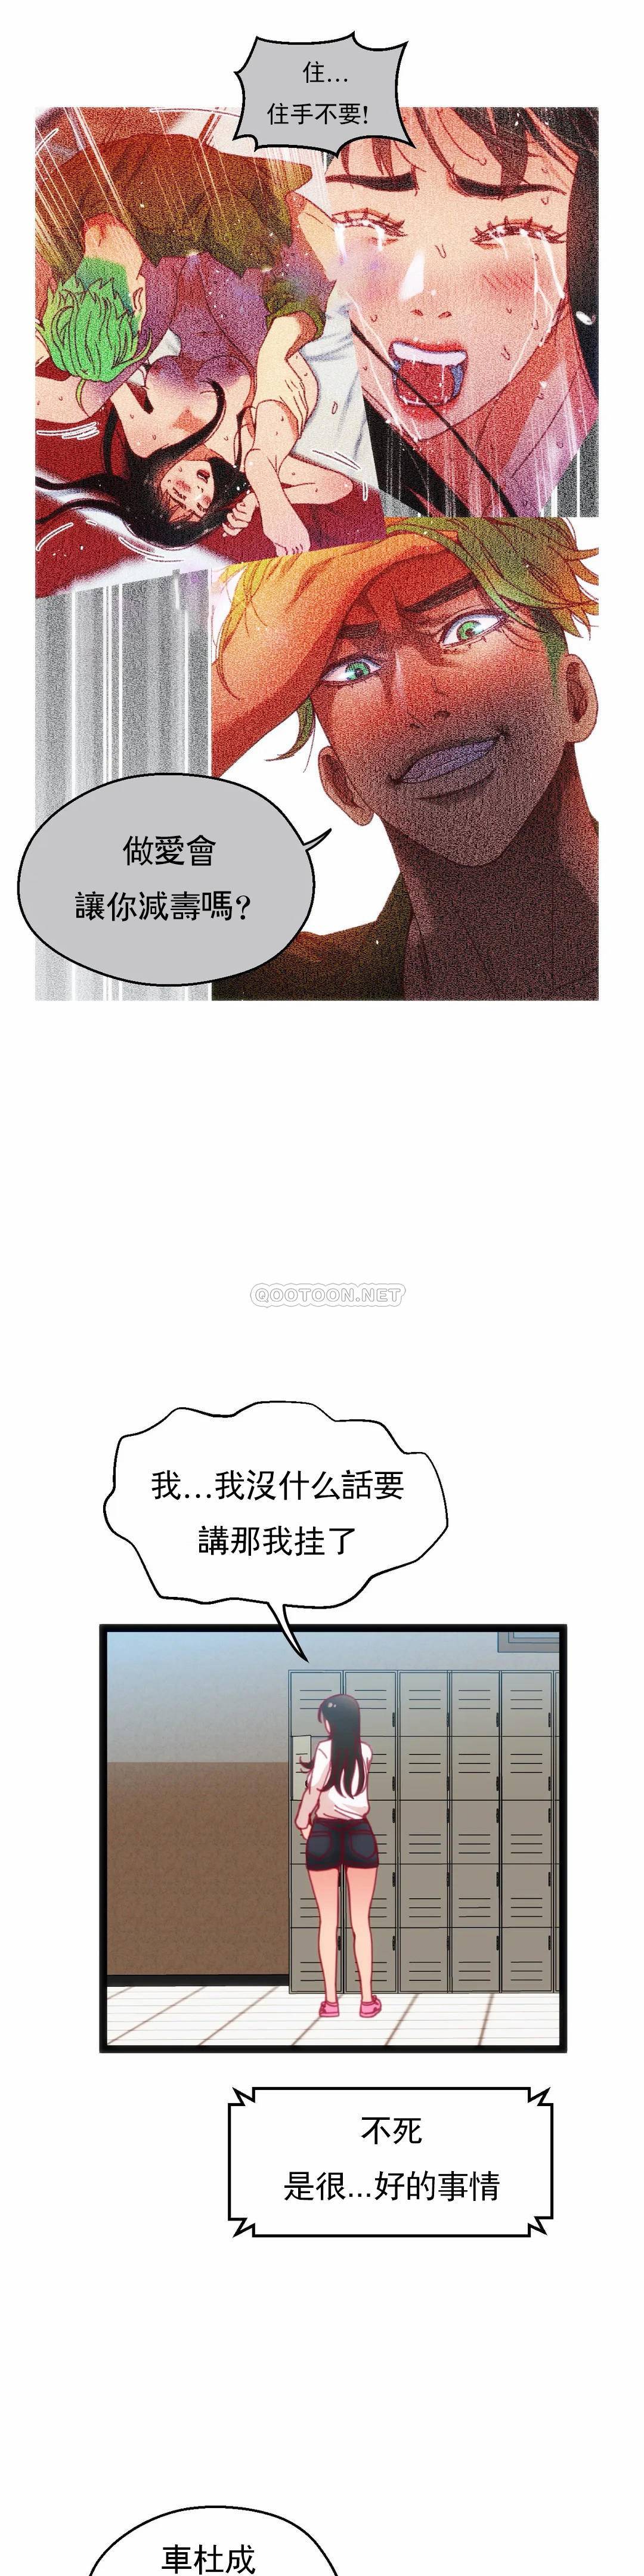 住...
住手不要!
做愛會
讓你減壽嗎?
QOOTOON.NET
我...我沒什么話要
講那我挂了
不死
是很...好的事情
車杜成